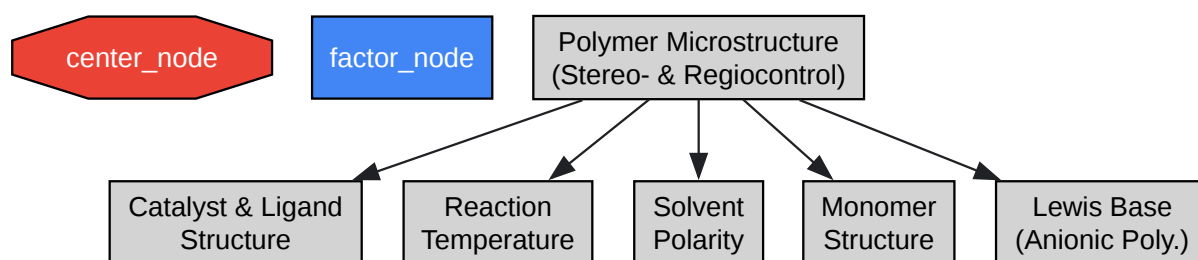 center_node
factor_node
Polymer Microstructure
(Stereo- & Regiocontrol)
Catalyst & Ligand
Structure
Reaction
Temperature
Solvent
Polarity
Monomer
Structure
Lewis Base
(Anionic Poly.)